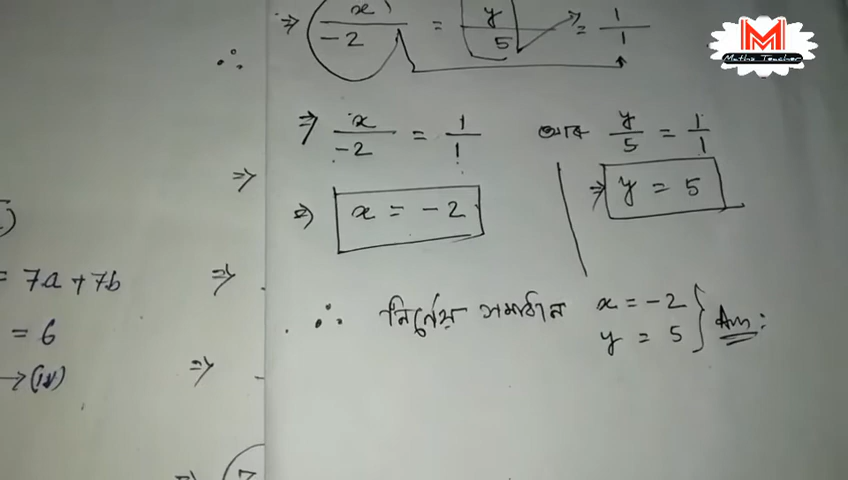 ⇒ x/-2 = y/5 = 1/1
∴
⇒ x/-2 = 1/1 আর y/5 = 1/1
⇒ x = -2
⇒ y = 5
∴ নির্ণেয় সমাধান x = -2
y = 5 } Ans:
⇒
= 7a + 7b ⇒
= 6
→ (iv) ⇒
M
Maths Teacher